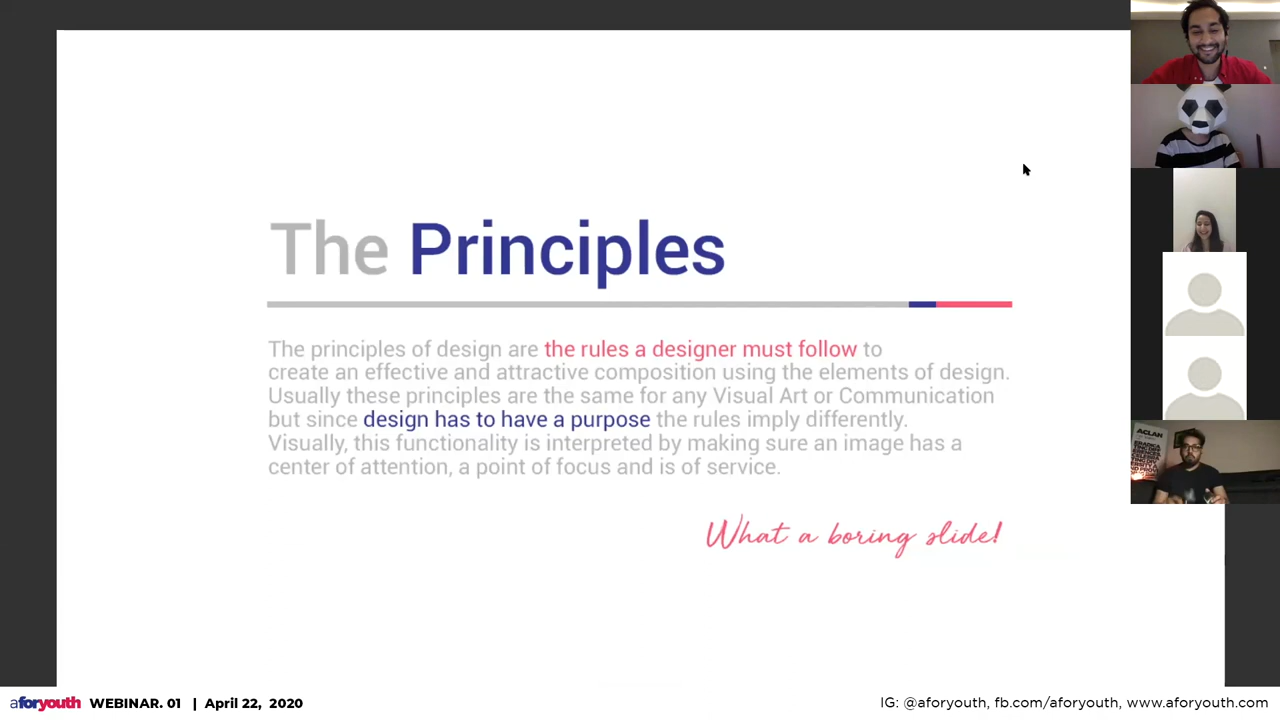 The Principles
The principles of design are the rules a designer must follow to
create an effective and attractive composition using the elements of design.
Usually these principles are the same for any Visual Art or Communication
but since design has to have a purpose the rules imply differently.
Visually, this functionality is interpreted by making sure an image has a
center of attention, a point of focus and is of service.
What a boring slide!
ACLAN
aforyouth WEBINAR. 01 | April 22, 2020
IG: @aforyouth, fb.com/aforyouth, www.aforyouth.com